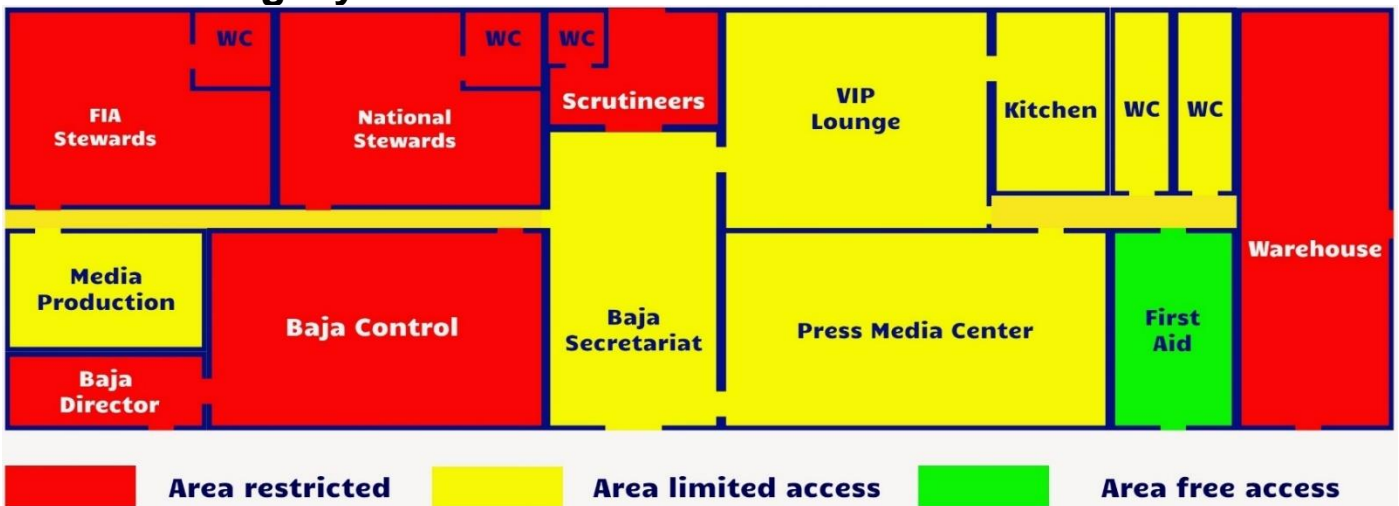 WC
WC
WC
FIA
Stewards
National
Stewards
Scrutineers
VIP
Lounge
Kitchen
WC
WC
Warehouse
Media
Production
Baja Control
Baja
Secretariat
Press Media Center
First
Aid
Baja
Director
Area restricted
Area limited access
Area free access